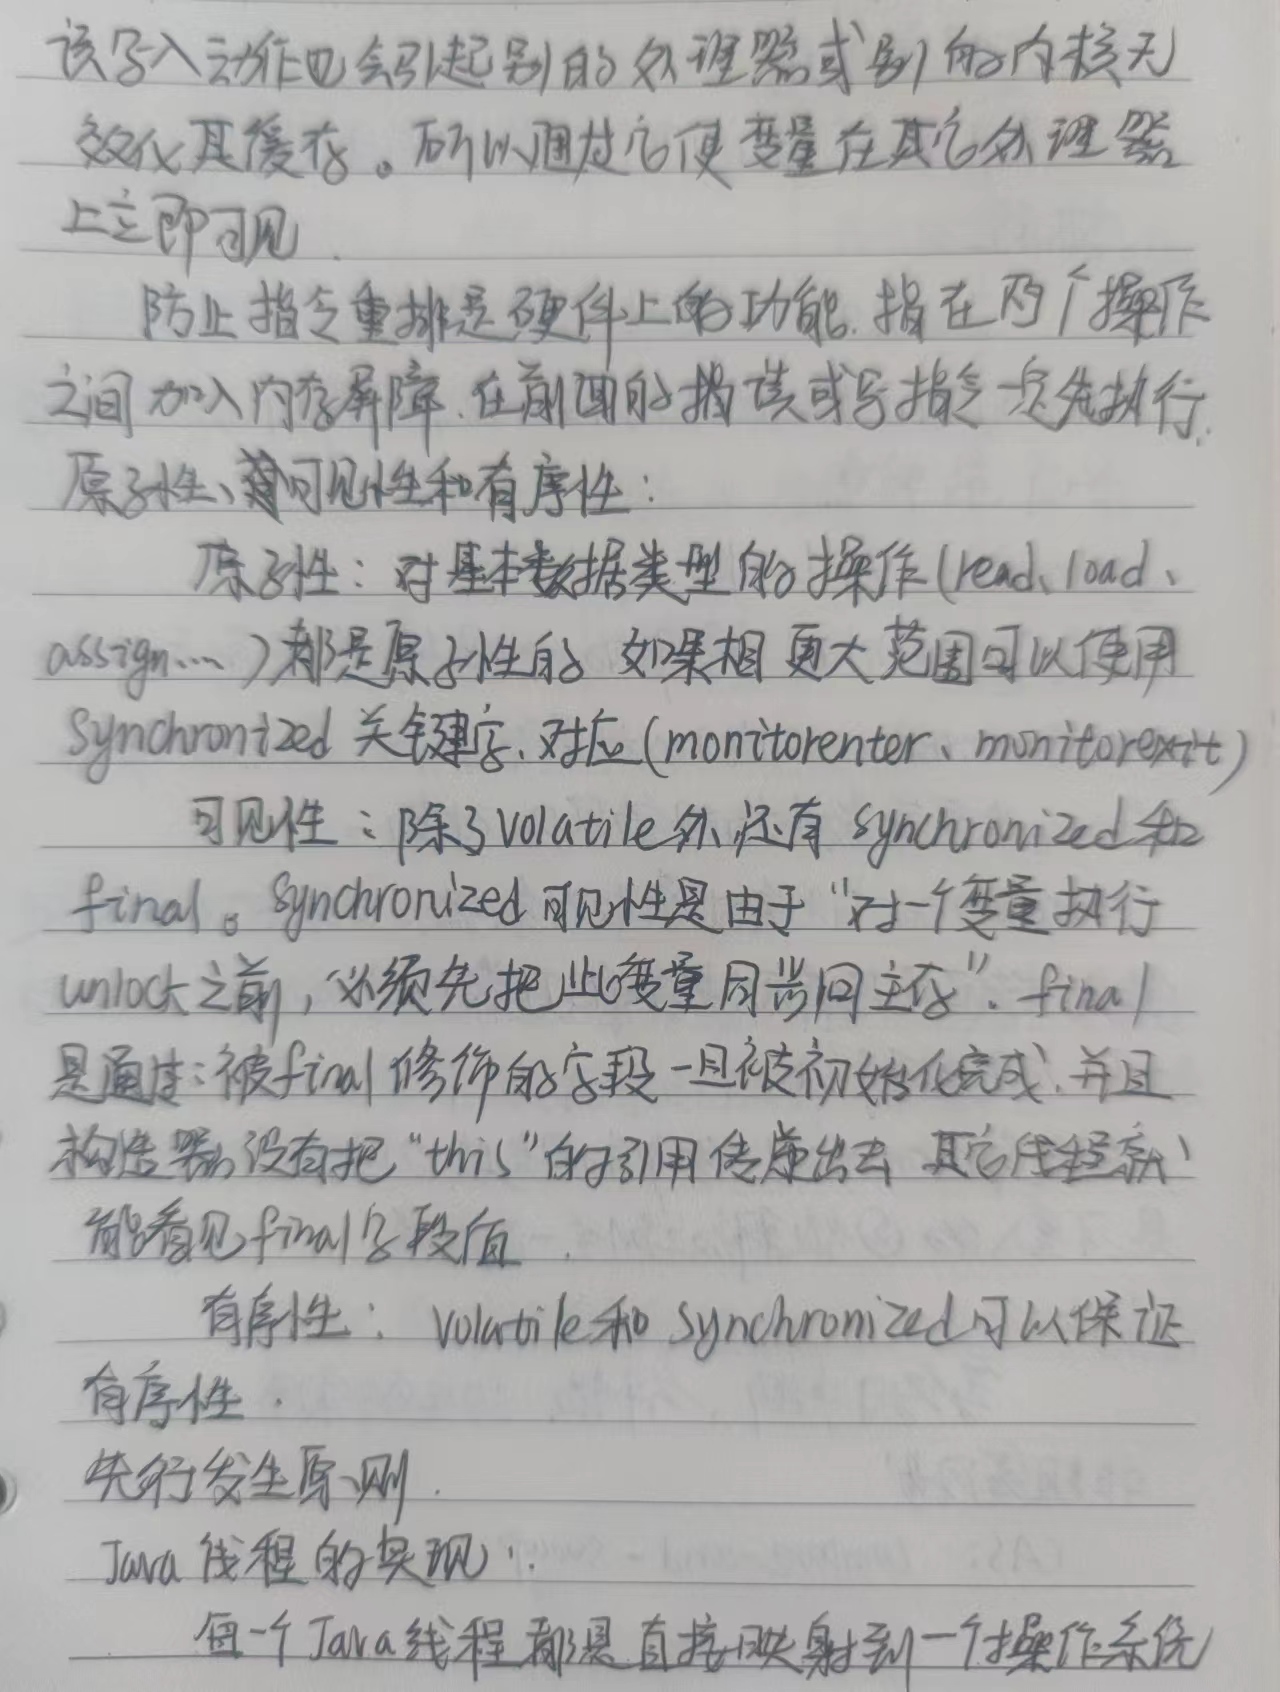 该写入动作也会引起别的处理器或别的内核无
效化其缓存。所以通过它使变量在其它处理器
上立即可见.
防止指令重排是硬件上的功能.指在两个操作
之间加入内存屏障.在前面的读或写指令一定先执行.
原子性、可见性和有序性:
原子性:对基本数据类型的操作(read、load、
assign...)都是原子性的 如果相更大范围可以使用
Synchronized关键字.对应(monitorenter、monitorexit)
可见性:除了volatile外,还有synchronized和
final。Synchronized可见性是由于“对一个变量执行
unlock之前,必须先把此变量同步回主存”.final
是通过:被final修饰的字段一旦被初始化完成.并且
构造器没有把“this”的引用传递出去 其它线程就
能看见final字段值.
有序性: volatile和synchronized可以保证
有序性.
先行发生原则.
Java线程的实现:
每一个Java线程都是直接映射到一个操作系统